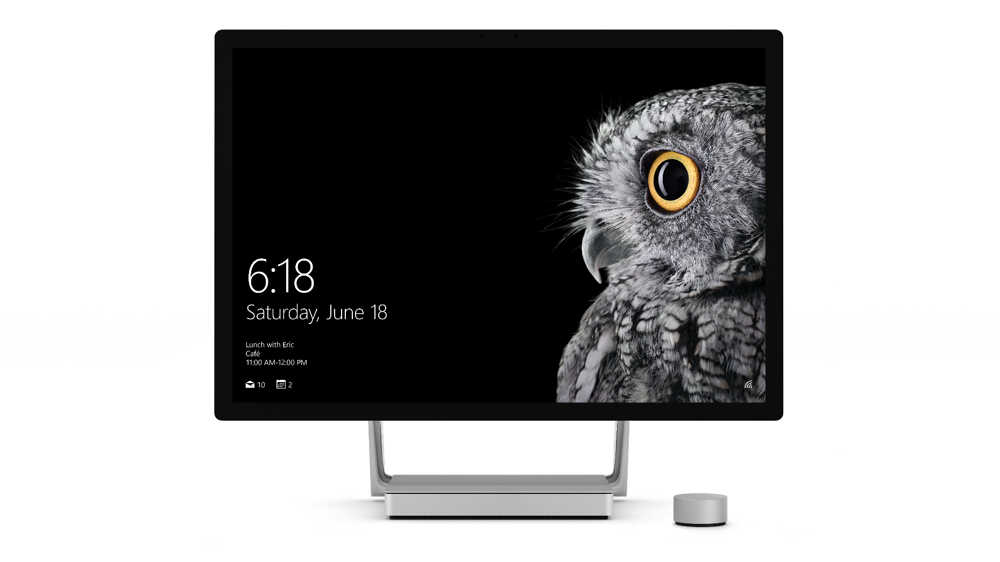 6:18
Saturday, June 18
Lunch with Eric
Café
11:00 AM-12:00 PM
10 2